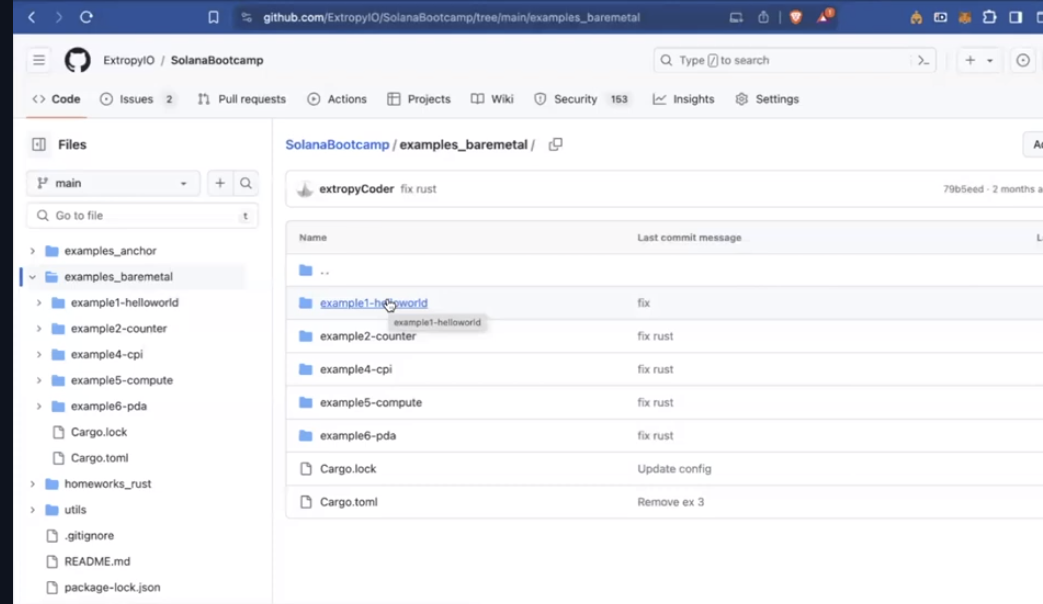 github.com/ExtropyIO/SolanaBootcamp/tree/main/examples_baremetal
ExtropyIO / SolanaBootcamp
Type / to search
Code
Issues 2
Pull requests
Actions
Projects
Wiki
Security 153
Insights
Settings
Files
main
Go to file t
examples_anchor
examples_baremetal
example1-helloworld
example2-counter
example4-cpi
example5-compute
example6-pda
Cargo.lock
Cargo.toml
homeworks_rust
utils
.gitignore
README.md
package-lock.json
SolanaBootcamp / examples_baremetal /
extropyCoder fix rust
79b5eed · 2 months a
Name Last commit message
..
example1-helloworld fix
example1-helloworld
example2-counter fix rust
example4-cpi fix rust
example5-compute fix rust
example6-pda fix rust
Cargo.lock Update config
Cargo.toml Remove ex 3